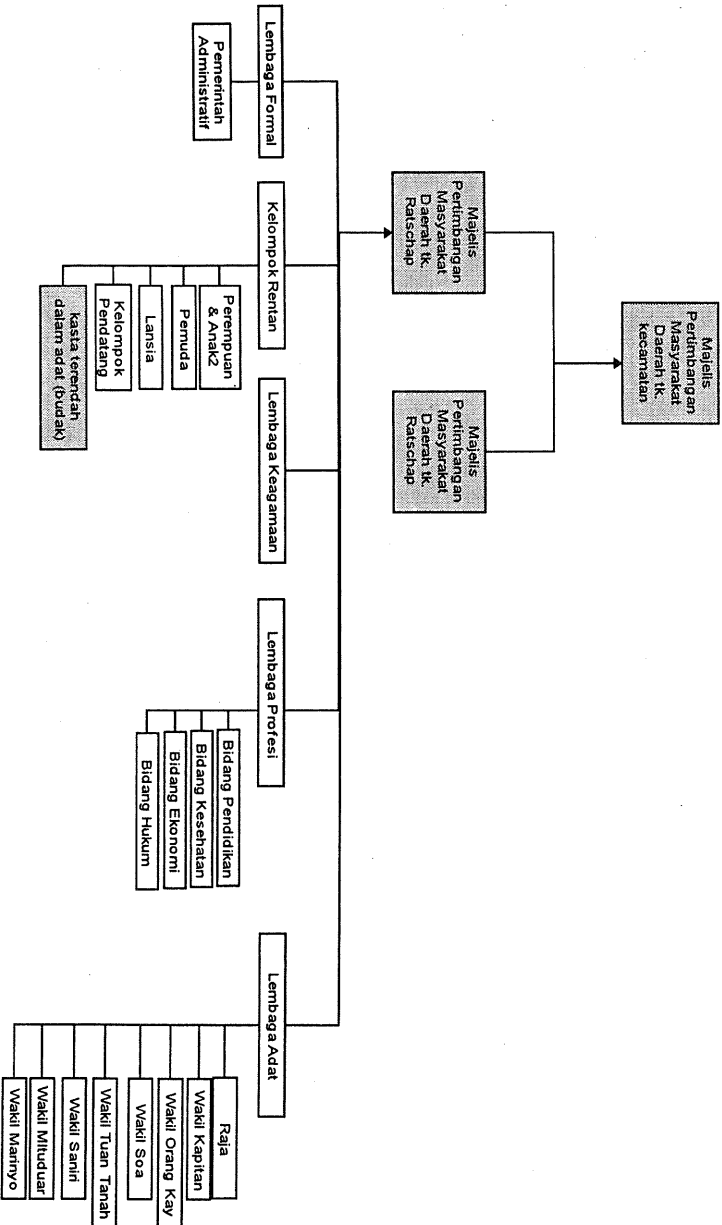 Majelis
Pertimbangan
Masyarakat
Daerah tk.
kecamatan
Majelis
Pertimbangan
Masyarakat
Daerah tk.
Ratschap
Majelis
Pertimbangan
Masyarakat
Daerah tk.
Ratschap
Lembaga Formal
Pemerintah
Administratif
Kelompok Rentan
Perempuan
& Anak2
Pemuda
Lansia
Kelompok
Pendatang
kasta terendah
dalam adat (budak)
Lembaga Keagamaan
Lembaga Profesi
Bidang Pendidikan
Bidang Kesehatan
Bidang Ekonomi
Bidang Hukum
Lembaga Adat
Raja
Wakil Kapitan
Wakil Orang Kay
Wakil Soa
Wakil Tuan Tanah
Wakil Saniri
Wakil Mituduar
Wakil Marinyo